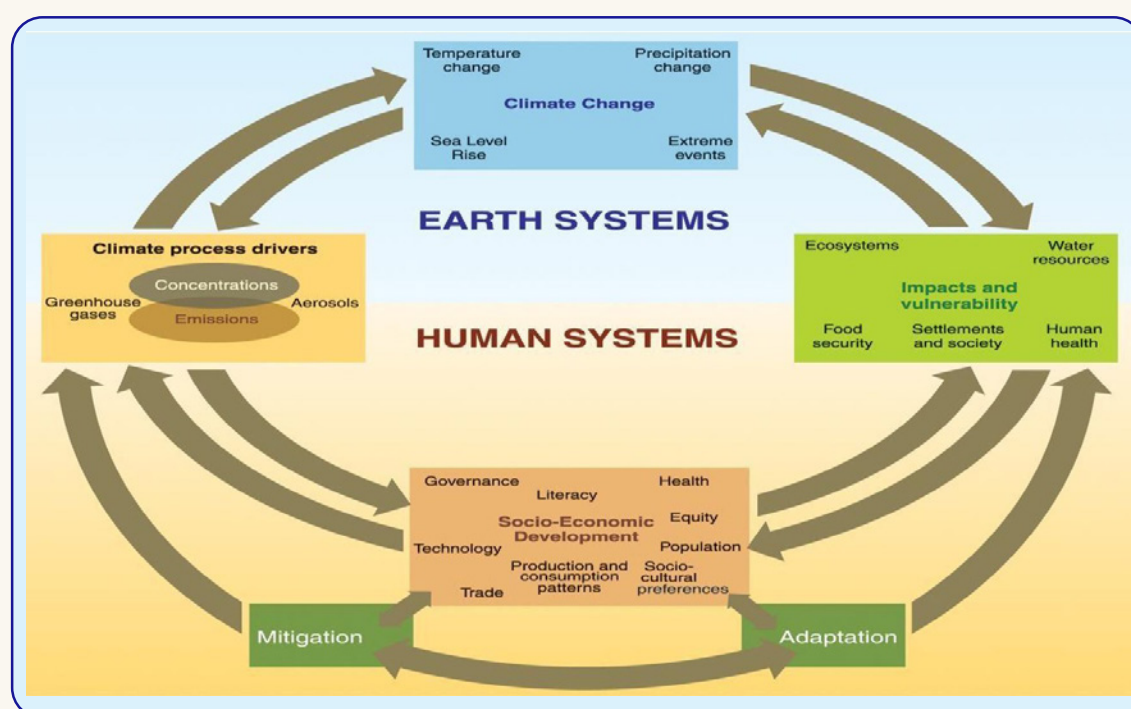 Temperature
change
Precipitation
change
Climate Change
Sea Level
Rise
Extreme
events
EARTH SYSTEMS
Climate process drivers
Concentrations
Greenhouse
gases
Aerosols
Emissions
Ecosystems
Water
resources
Impacts and
vulnerability
Food
security
Settlements
and society
Human
health
HUMAN SYSTEMS
Governance
Literacy
Health
Socio-Economic
Development
Equity
Technology
Population
Production and
consumption
patterns
Socio-
cultural
preferences
Trade
Mitigation
Adaptation